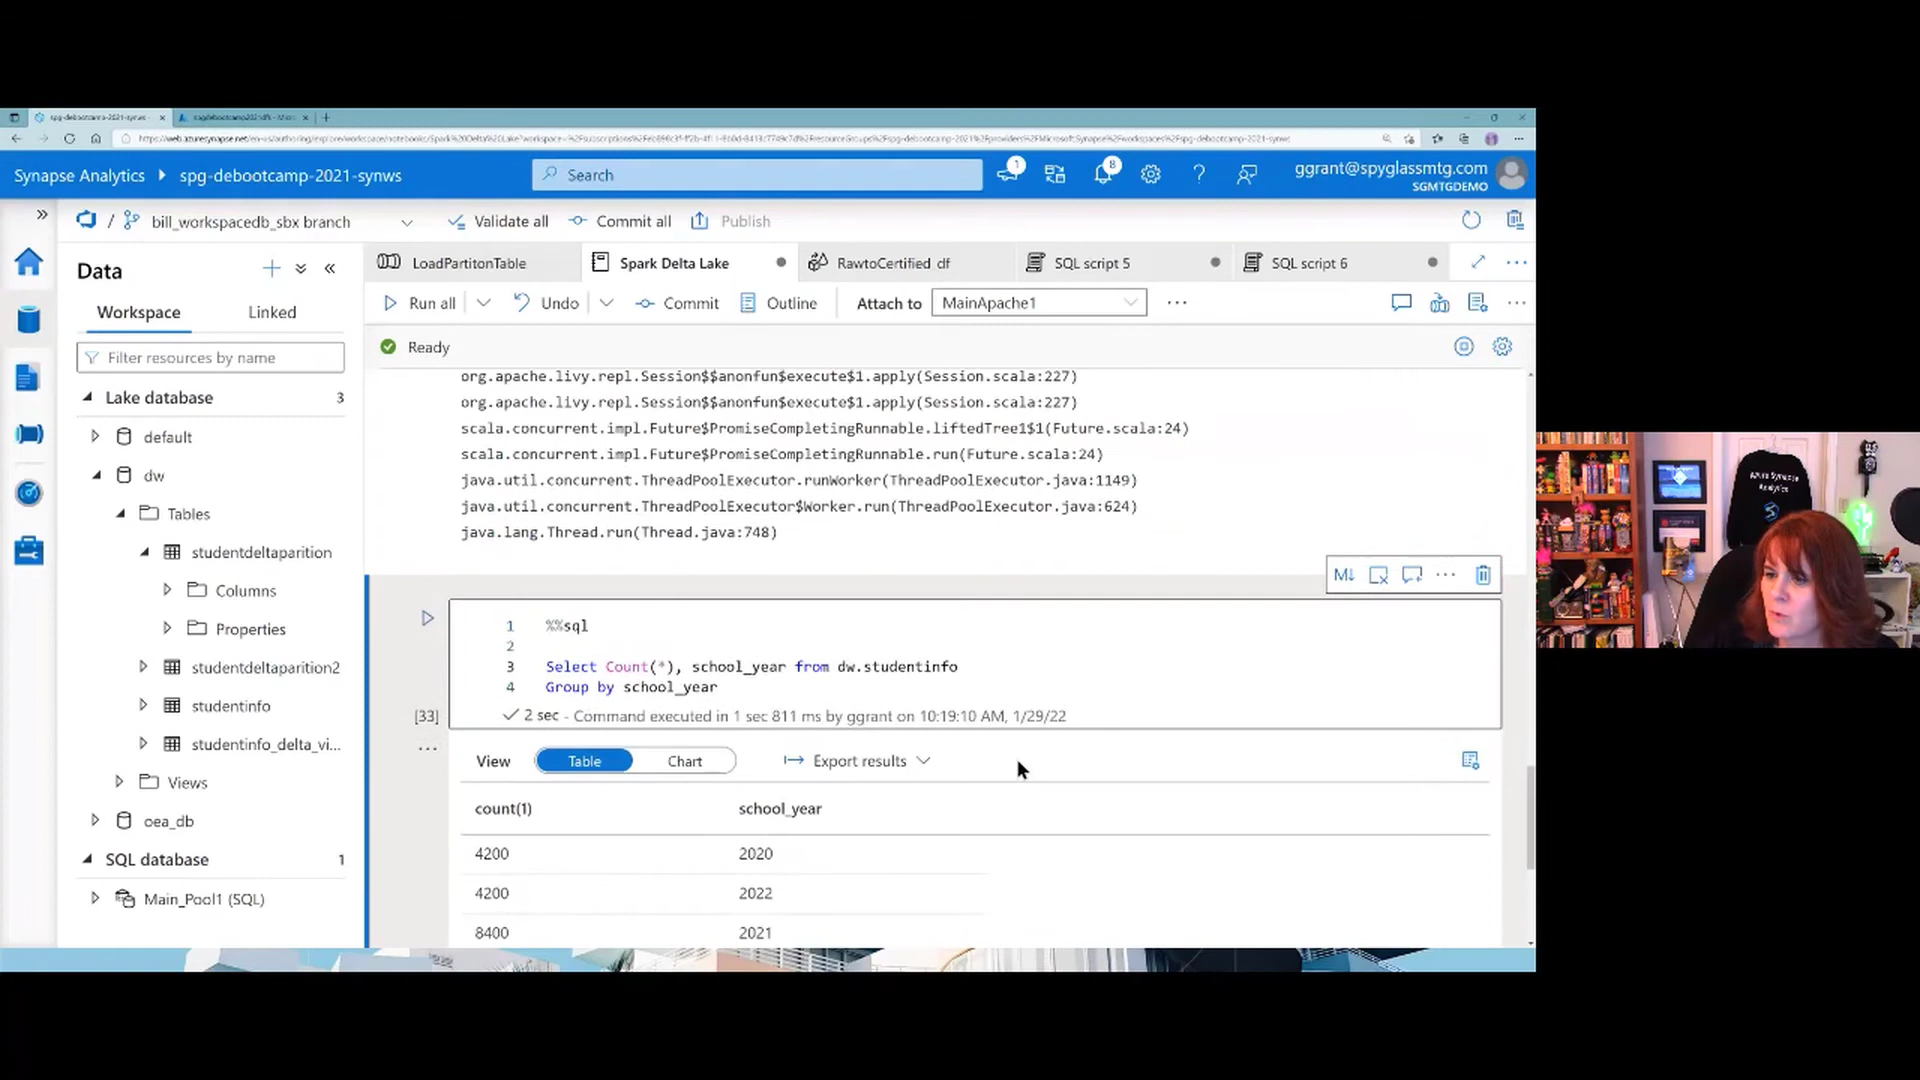 spg-debootcamp-2021-synws
Synapse Analytics spg-debootcamp-2021-synws
Search
1
8
ggrant@spyglassmtg.com
SGMTGDEMO
/ bill_workspacedb_sbx branch
Validate all
Commit all
Publish
Data
Workspace
Linked
Filter resources by name
Lake database 3
default
dw
Tables
studentdeltaparition
Columns
Properties
studentdeltaparition2
studentinfo
studentinfo_delta_vi...
Views
oea_db
SQL database 1
Main_Pool1 (SQL)
LoadPartitonTable
Spark Delta Lake
RawtoCertified df
SQL script 5
SQL script 6
Run all
Undo
Commit
Outline
Attach to
MainApache1
Ready
org.apache.livy.repl.Session$$anonfun$execute$1.apply(Session.scala:227)
org.apache.livy.repl.Session$$anonfun$execute$1.apply(Session.scala:227)
scala.concurrent.impl.Future$PromiseCompletingRunnable.liftedTree1$1(Future.scala:24)
scala.concurrent.impl.Future$PromiseCompletingRunnable.run(Future.scala:24)
java.util.concurrent.ThreadPoolExecutor.runWorker(ThreadPoolExecutor.java:1149)
java.util.concurrent.ThreadPoolExecutor$Worker.run(ThreadPoolExecutor.java:624)
java.lang.Thread.run(Thread.java:748)
M↓
1 %%sql
2
3 Select Count(*), school_year from dw.studentinfo
4 Group by school_year
[33]
2 sec - Command executed in 1 sec 811 ms by ggrant on 10:19:10 AM, 1/29/22
View
Table
Chart
Export results
count(1) school_year
4200 2020
4200 2022
8400 2021
Azure Synapse
Analytics